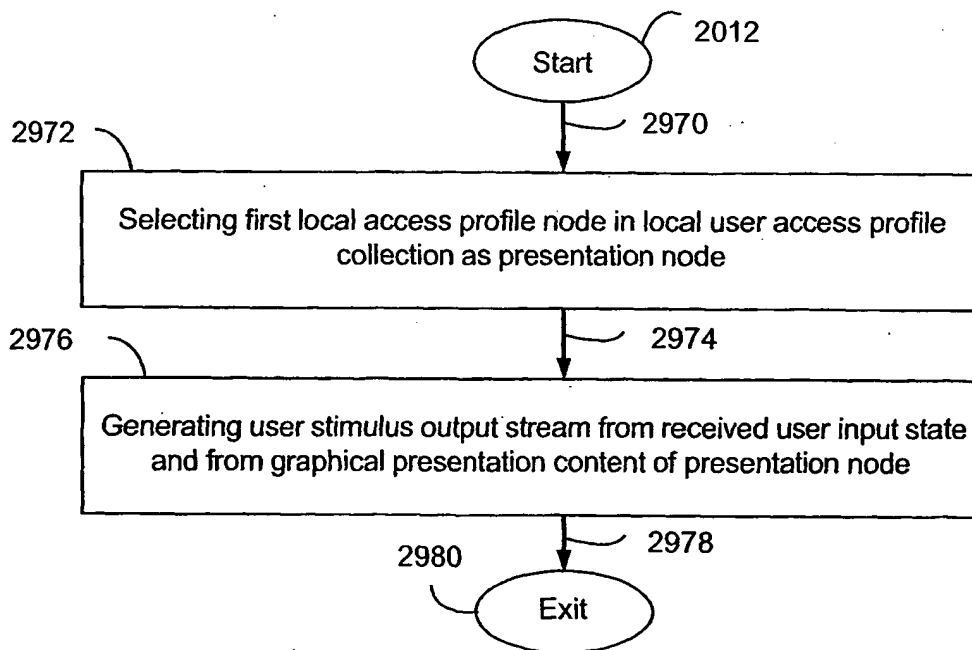 2012
Start
2970
2972
Selecting first local access profile node in local user access profile
collection as presentation node
2974
2976
Generating user stimulus output stream from received user input state
and from graphical presentation content of presentation node
2978
2980
Exit